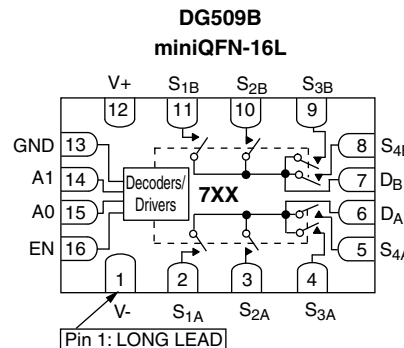 DG509B
miniQFN-16L
V+ S1B S2B S3B
12 11 10 9
GND 13
8 S4B
A1 14
7 DB
Decoders/
Drivers
7XX
A0 15
6 DA
EN 16
5 S4A
1 2 3 4
V- S1A S2A S3A
Pin 1: LONG LEAD